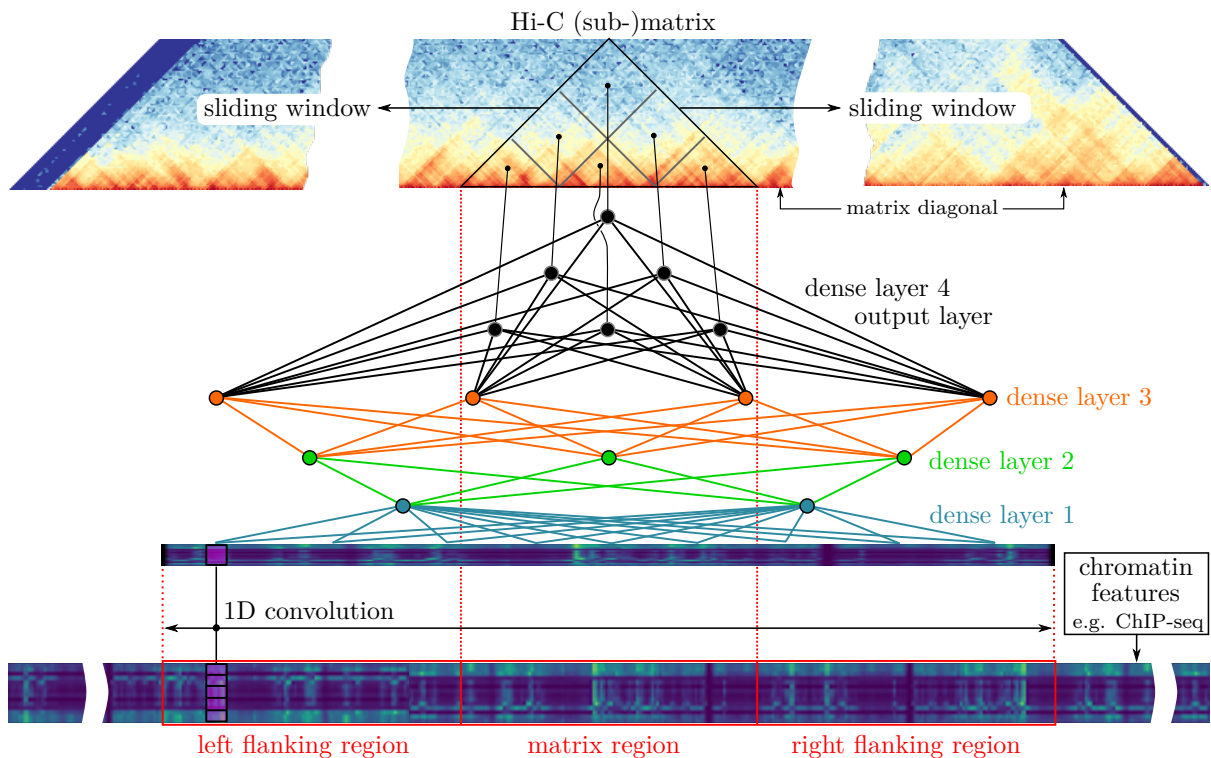 Hi-C (sub-)matrix
sliding window
sliding window
matrix diagonal
dense layer 4
output layer
dense layer 3
dense layer 2
dense layer 1
chromatin
features
e.g. ChIP-seq
1D convolution
left flanking region
matrix region
right flanking region